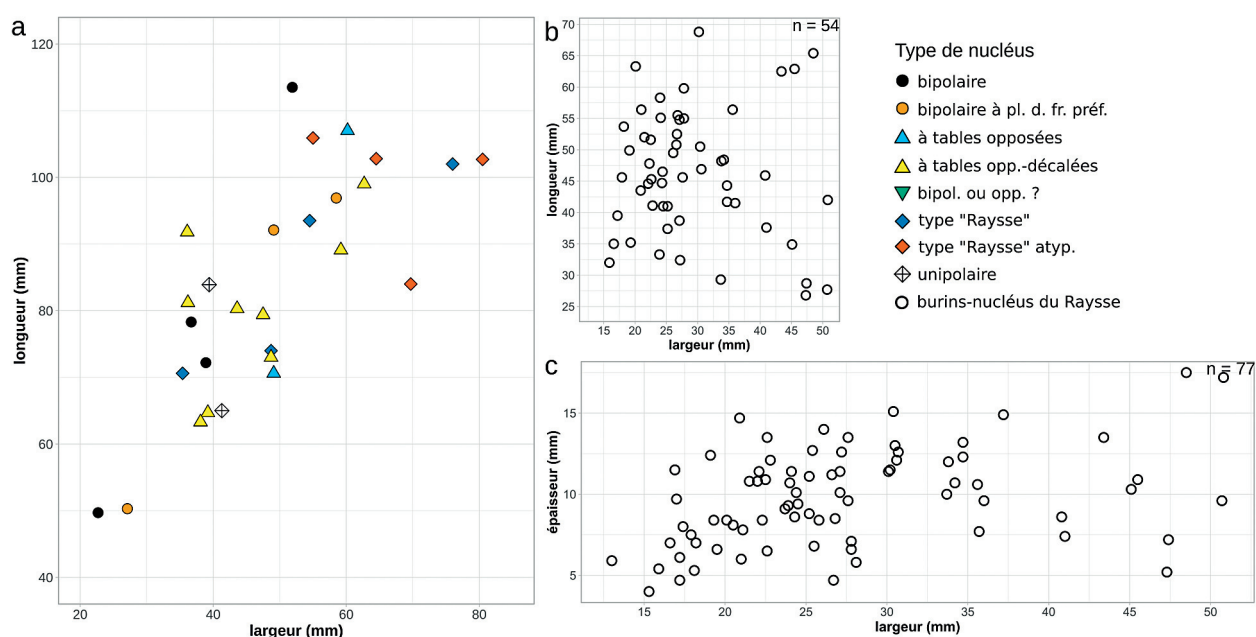 a
120
100
80
60
40
20
40
60
80
longueur (mm)
largeur (mm)
b
n = 54
70
65
60
55
50
45
40
35
30
25
15
20
25
30
35
40
45
50
longueur (mm)
largeur (mm)
Type de nucléus
bipolaire
bipolaire à pl. d. fr. préf.
à tables opposées
à tables opp.-décalées
bipol. ou opp. ?
type "Raysse"
type "Raysse" atyp.
unipolaire
burins-nucléus du Raysse
c
n = 77
15
10
5
15
20
25
30
35
40
45
50
épaisseur (mm)
largeur (mm)